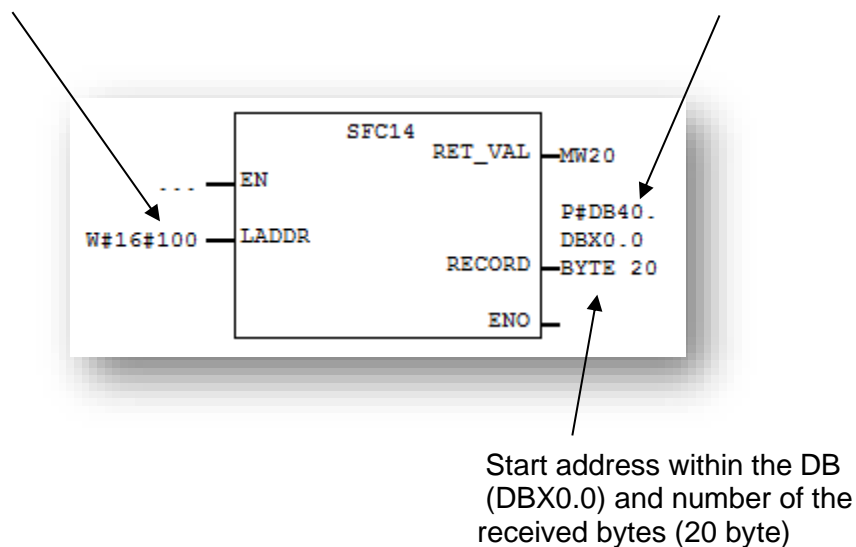 SFC14
RET_VAL MW20
... EN
P#DB40.
W#16#100 LADDR DBX0.0
RECORD BYTE 20
ENO
Start address within the DB
(DBX0.0) and number of the
received bytes (20 byte)